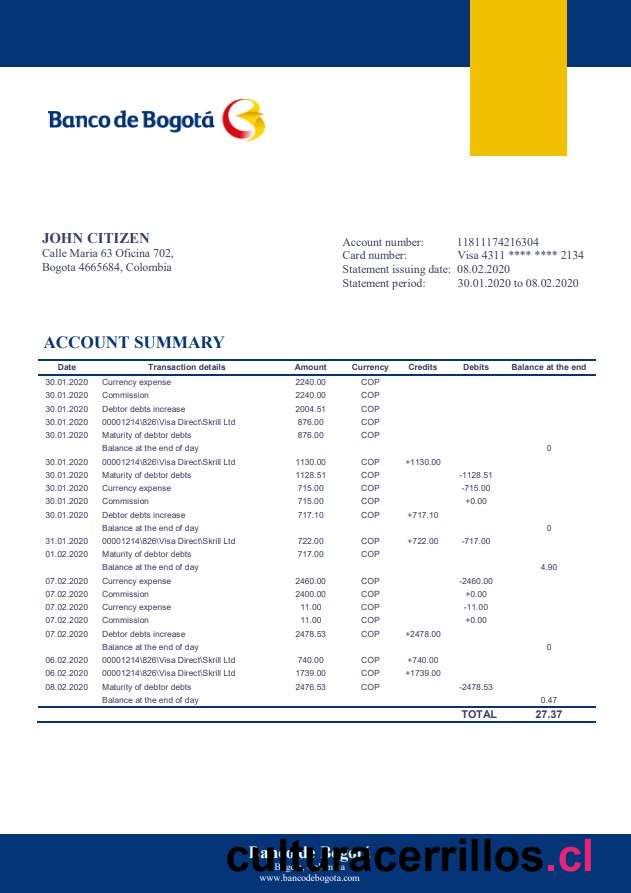 Banco de Bogotá
JOHN CITIZEN
Calle Maria 63 Oficina 702,
Bogota 4665684, Colombia
Account number: 11811174216304
Card number: Visa 4311 **** **** 2134
Statement issuing date: 08.02.2020
Statement period: 30.01.2020 to 08.02.2020
ACCOUNT SUMMARY
Date Transaction details Amount Currency Credits Debits Balance at the end
30.01.2020 Currency expense 2240.00 COP
30.01.2020 Commission 2240.00 COP
30.01.2020 Debtor debts increase 2004.51 COP
30.01.2020 00001214\826\Visa Direct\Skrill Ltd 876.00 COP
30.01.2020 Maturity of debtor debts 876.00 COP
Balance at the end of day 0
30.01.2020 00001214\826\Visa Direct\Skrill Ltd 1130.00 COP +1130.00
30.01.2020 Maturity of debtor debts 1128.51 COP -1128.51
30.01.2020 Currency expense 715.00 COP -715.00
30.01.2020 Commission 715.00 COP +0.00
30.01.2020 Debtor debts increase 717.10 COP +717.10
Balance at the end of day 0
31.01.2020 00001214\826\Visa Direct\Skrill Ltd 722.00 COP +722.00 -717.00
01.02.2020 Maturity of debtor debts 717.00 COP
Balance at the end of day 4.90
07.02.2020 Currency expense 2460.00 COP -2460.00
07.02.2020 Commission 2400.00 COP +0.00
07.02.2020 Currency expense 11.00 COP -11.00
07.02.2020 Commission 11.00 COP +0.00
07.02.2020 Debtor debts increase 2478.53 COP +2478.00
Balance at the end of day 0
06.02.2020 00001214\826\Visa Direct\Skrill Ltd 740.00 COP +740.00
06.02.2020 00001214\826\Visa Direct\Skrill Ltd 1739.00 COP +1739.00
08.02.2020 Maturity of debtor debts 2476.53 COP -2478.53
Balance at the end of day 0.47
TOTAL 27.37
Banco de Bogotá
culturacerrillos.cl
www.bancodebogota.com